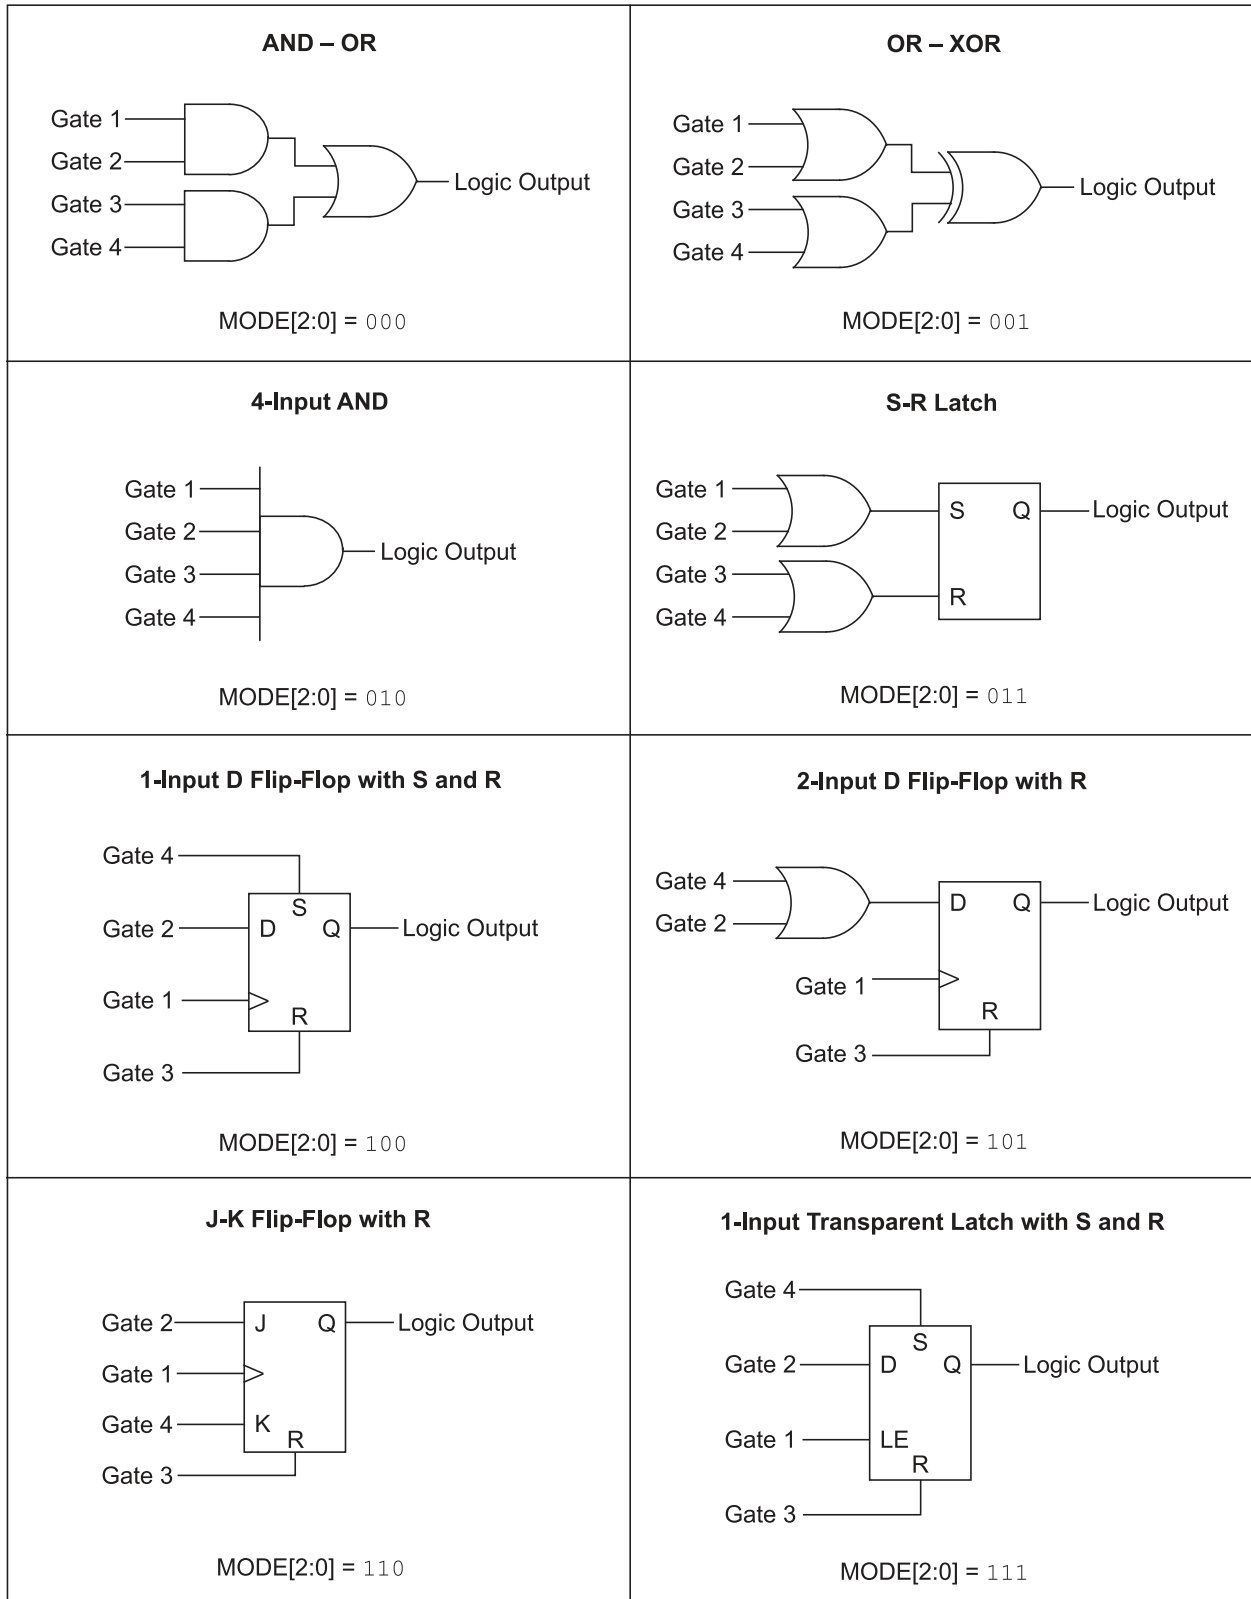 AND – OR
Gate 1
Gate 2
Gate 3
Gate 4
Logic Output
MODE[2:0] = 000
OR – XOR
Gate 1
Gate 2
Gate 3
Gate 4
Logic Output
MODE[2:0] = 001
4-Input AND
Gate 1
Gate 2
Gate 3
Gate 4
Logic Output
MODE[2:0] = 010
S-R Latch
Gate 1
Gate 2
Gate 3
Gate 4
S Q
R
Logic Output
MODE[2:0] = 011
1-Input D Flip-Flop with S and R
Gate 4
S
Gate 2
D Q
Logic Output
Gate 1
R
Gate 3
MODE[2:0] = 100
2-Input D Flip-Flop with R
Gate 4
Gate 2
D Q
Logic Output
Gate 1
R
Gate 3
MODE[2:0] = 101
J-K Flip-Flop with R
Gate 2
J Q
Logic Output
Gate 1
Gate 4
K
R
Gate 3
MODE[2:0] = 110
1-Input Transparent Latch with S and R
Gate 4
S
Gate 2
D Q
Logic Output
Gate 1
LE
R
Gate 3
MODE[2:0] = 111